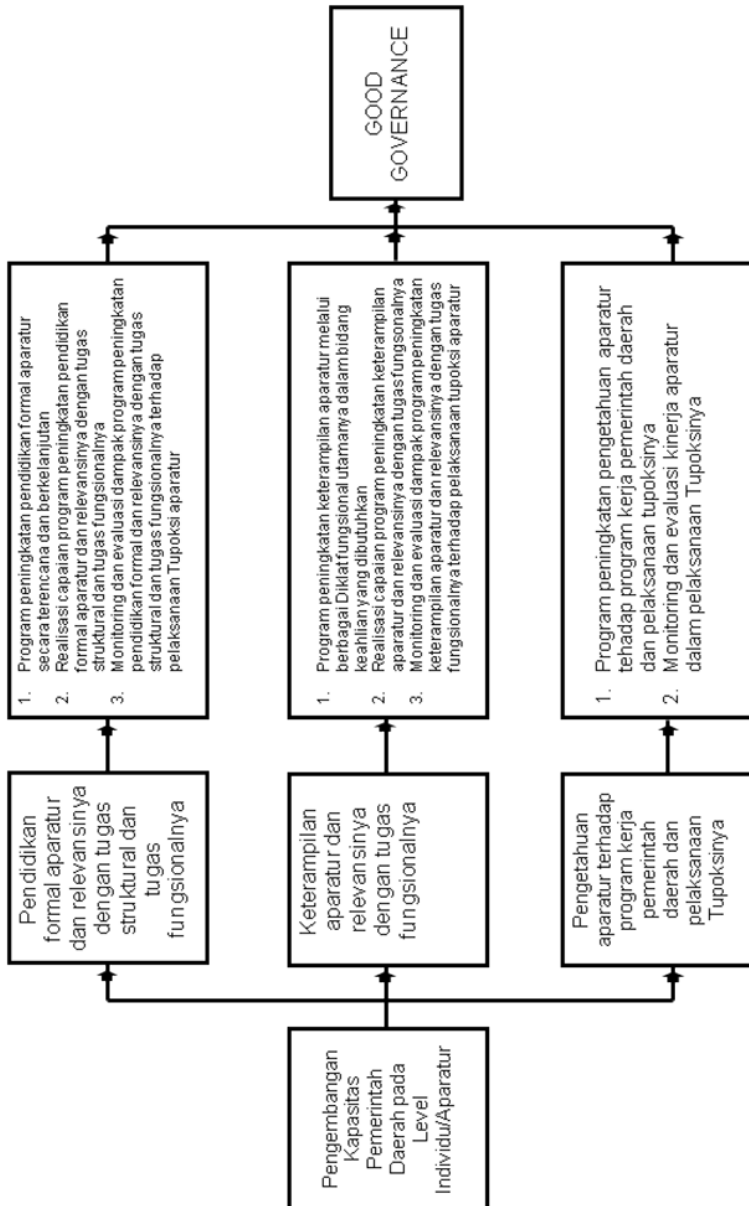 Pengembangan
Kapasitas
Pemerintah
Daerah pada
Level
Individu/Aparatur
Pendidikan
formal aparatur
dan relevansinya
dengan tugas
struktural dan
tugas
fungsionalnya
Keterampilan
aparatur dan
relevansinya
dengan tugas
fungsionalnya
Pengetahuan
aparatur terhadap
program kerja
pemerintah
daerah dan
pelaksanaan
Tupoksinya
1. Program peningkatan pendidikan formal aparatur
secara terencana dan berkelanjutan
2. Realisasi capaian program peningkatan pendidikan
formal aparatur dan relevansinya dengan tugas
struktural dan tugas fungsionalnya
3. Monitoring dan evaluasi dampak program peningkatan
pendidikan formal dan relevansinya dengan tugas
struktural dan tugas fungsionalnya terhadap
pelaksanaan Tupoksi aparatur
1. Program peningkatan keterampilan aparatur melalui
berbagai Diklat fungsional utamanya dalam bidang
keahlian yang dibutuhkan
2. Realisasi capaian program peningkatan keterampilan
aparatur dan relevansinya dengan tugas fungsonalnya
3. Monitoring dan evaluasi dampak program peningkatan
keterampilan aparatur dan relevansinya dengan tugas
fungsionalnya terhadap pelaksanaan tupoksi aparatur
1. Program peningkatan pengetahuan aparatur
tehadap program kerja pemerintah daerah
dan pelaksanaan tupoksinya
2. Monitoring dan evaluasi kinerja aparatur
dalam pelaksanaan Tupoksinya
GOOD
GOVERNANCE